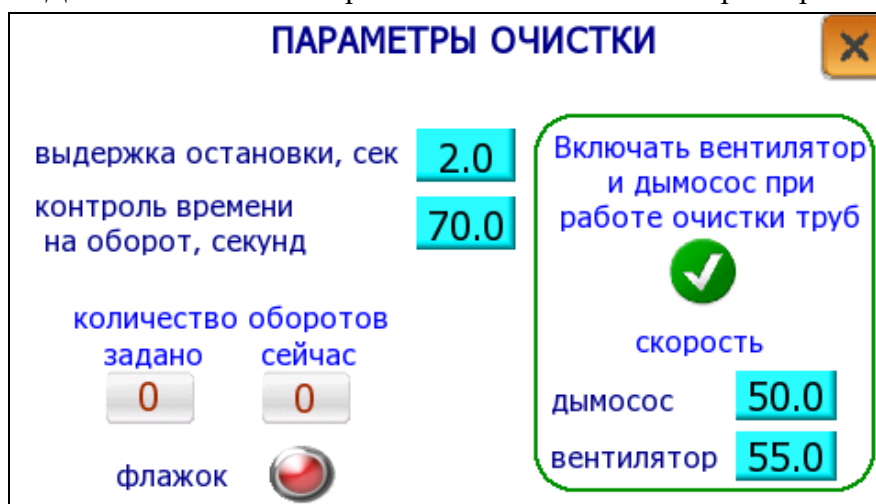 ПАРАМЕТРЫ ОЧИСТКИ
выдержка остановки, сек 2.0
контроль времени
на оборот, секунд 70.0
количество оборотов
задано сейчас
0 0
флажок
Включать вентилятор
и дымосос при
работе очистки труб
скорость
дымосос 50.0
вентилятор 55.0